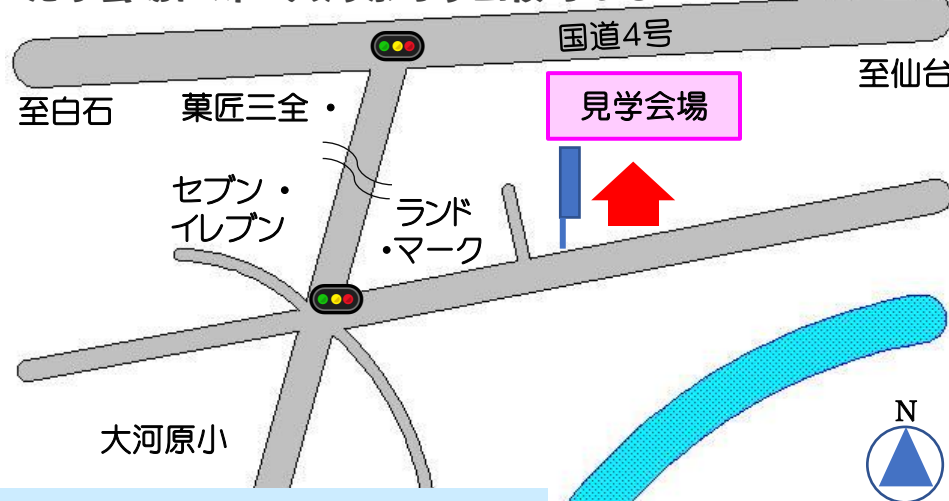 国道4号
至仙台
至白石
菓匠三全・
見学会場
セブン・
イレブン
ランド
・マーク
大河原小
N